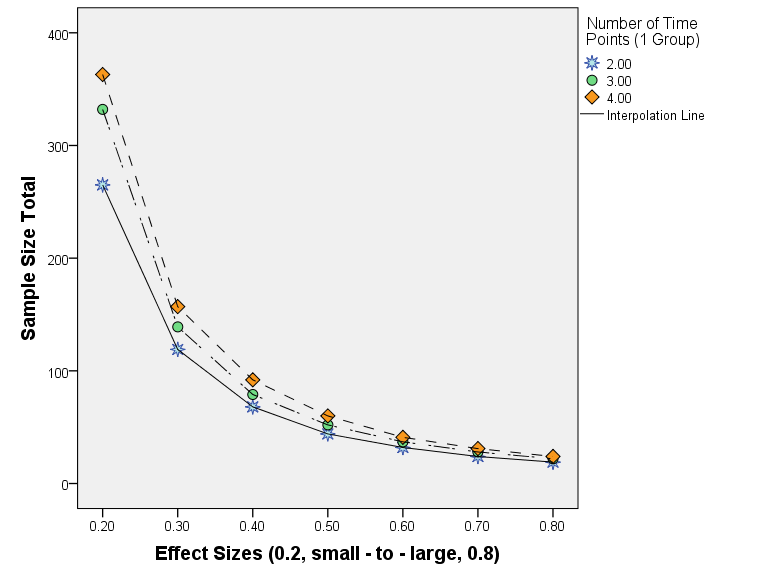 Number of Time
Points (1 Group)
2.00
3.00
4.00
Interpolation Line
Sample Size Total
400
300
200
100
0
0.20 0.30 0.40 0.50 0.60 0.70 0.80
Effect Sizes (0.2, small - to - large, 0.8)